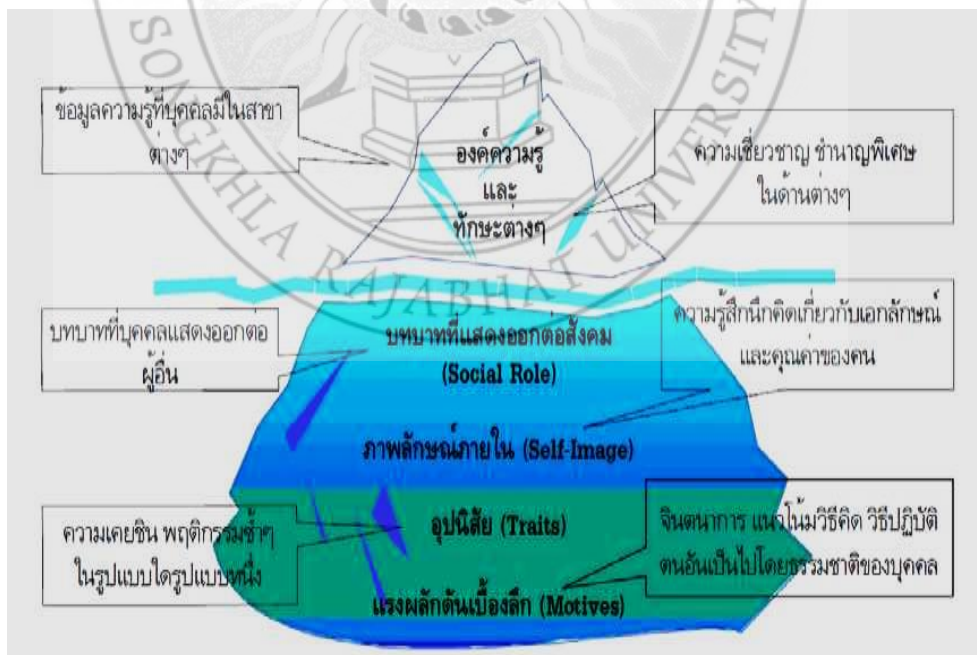 SONGKHLA RAJABHAT UNIVERSITY
ข้อมูลความรู้ที่บุคคลมีในสาขา
ต่างๆ
องค์ความรู้
และ
ทักษะต่างๆ
ความเชี่ยวชาญ ชำนาญพิเศษ
ในด้านต่างๆ
บทบาทที่บุคคลแสดงออกต่อ
ผู้อื่น
บทบาทที่แสดงออกต่อสังคม
(Social Role)
ความรู้สึกนึกคิดเกี่ยวกับเอกลักษณ์
และคุณค่าของคน
ภาพลักษณ์ภายใน (Self-Image)
ความเคยชิน พฤติกรรมซ้ำๆ
ในรูปแบบใดรูปแบบหนึ่ง
อุปนิสัย (Traits)
จินตนาการ แนวโน้มวิธีคิด วิธีปฏิบัติ
ตนอันเป็นไปโดยธรรมชาติของบุคคล
แรงผลักดันเบื้องลึก (Motives)